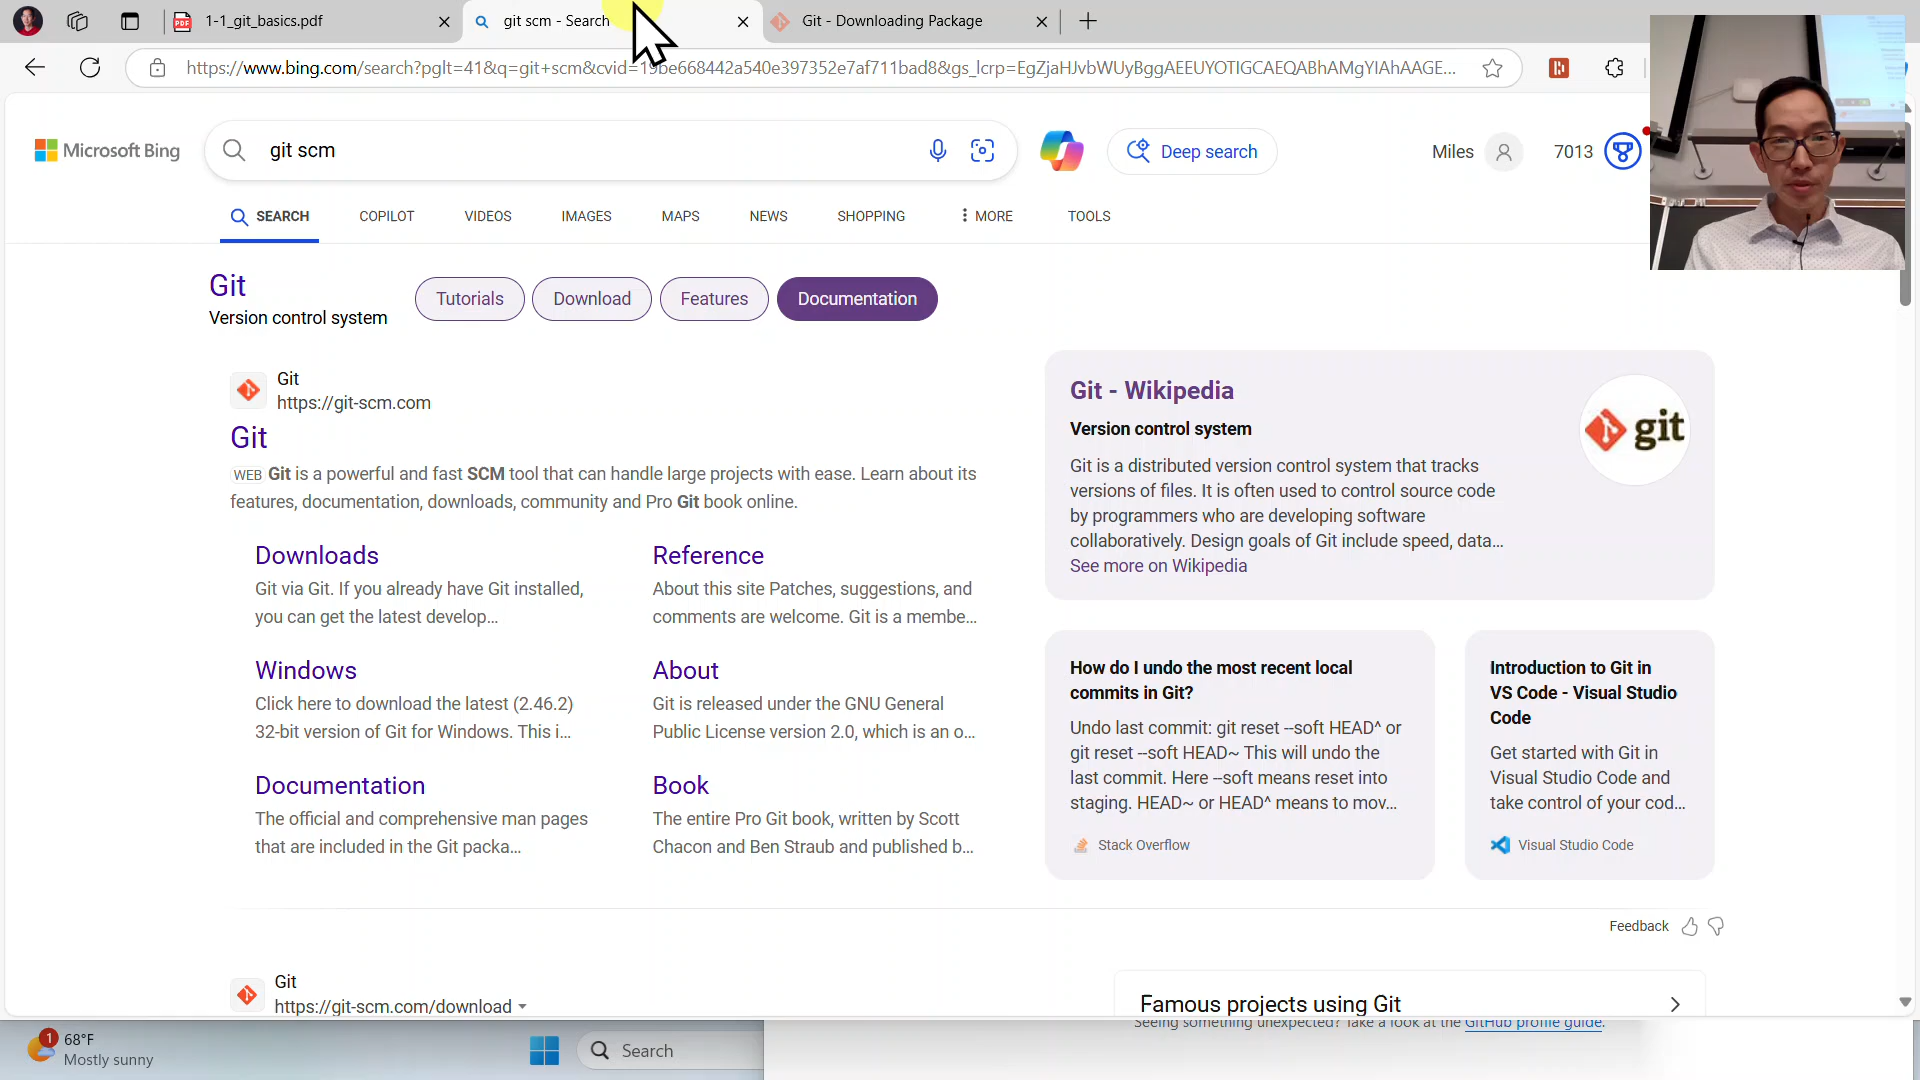 1-1_git_basics.pdf
git scm - Search
Git - Downloading Package
https://www.bing.com/search?pglt=41&q=git+scm&cvid=19be668442a540e397352e7af711bad8&gs_lcrp=EgZjaHJvbWUyBggAEEUYOTIGCAEQABhAMgYIAhAAGE...
Microsoft Bing
git scm
Deep search
Miles
7013
SEARCH
COPILOT
VIDEOS
IMAGES
MAPS
NEWS
SHOPPING
MORE
TOOLS
Git
Version control system
Tutorials
Download
Features
Documentation
Git
https://git-scm.com
Git
WEB Git is a powerful and fast SCM tool that can handle large projects with ease. Learn about its
features, documentation, downloads, community and Pro Git book online.
Downloads
Git via Git. If you already have Git installed,
you can get the latest develop...
Reference
About this site Patches, suggestions, and
comments are welcome. Git is a membe...
Windows
Click here to download the latest (2.46.2)
32-bit version of Git for Windows. This i...
About
Git is released under the GNU General
Public License version 2.0, which is an o...
Documentation
The official and comprehensive man pages
that are included in the Git packa...
Book
The entire Pro Git book, written by Scott
Chacon and Ben Straub and published b...
Git - Wikipedia
Version control system
git
Git is a distributed version control system that tracks
versions of files. It is often used to control source code
by programmers who are developing software
collaboratively. Design goals of Git include speed, data...
See more on Wikipedia
How do I undo the most recent local
commits in Git?
Undo last commit: git reset --soft HEAD^ or
git reset --soft HEAD~ This will undo the
last commit. Here --soft means reset into
staging. HEAD~ or HEAD^ means to mov...
Stack Overflow
Introduction to Git in
VS Code - Visual Studio
Code
Get started with Git in
Visual Studio Code and
take control of your cod...
Visual Studio Code
Feedback
Git
https://git-scm.com/download
Famous projects using Git
Seeing something unexpected? Take a look at the GitHub profile guide.
1
68°F
Mostly sunny
Search